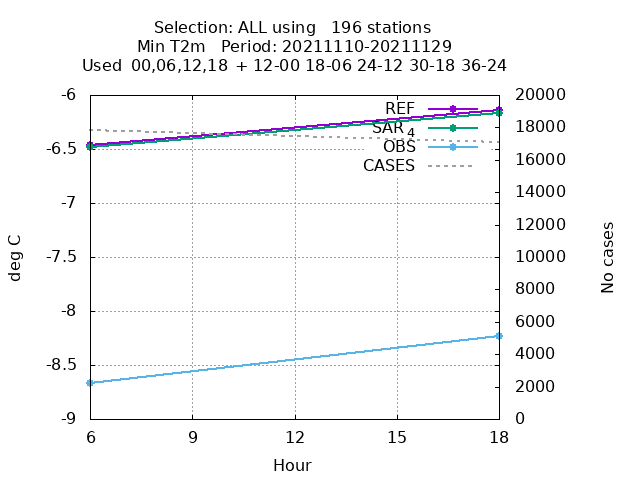 Selection: ALL using   196 stations
Min T2m   Period: 20211110-20211129
Used  00,06,12,18 + 12-00 18-06 24-12 30-18 36-24
-6
-6.5
-7
-7.5
-8
-8.5
-9
deg C
REF
SAR4
OBS
CASES
20000
18000
16000
14000
12000
10000
8000
6000
4000
2000
0
No cases
6
9
12
15
18
Hour